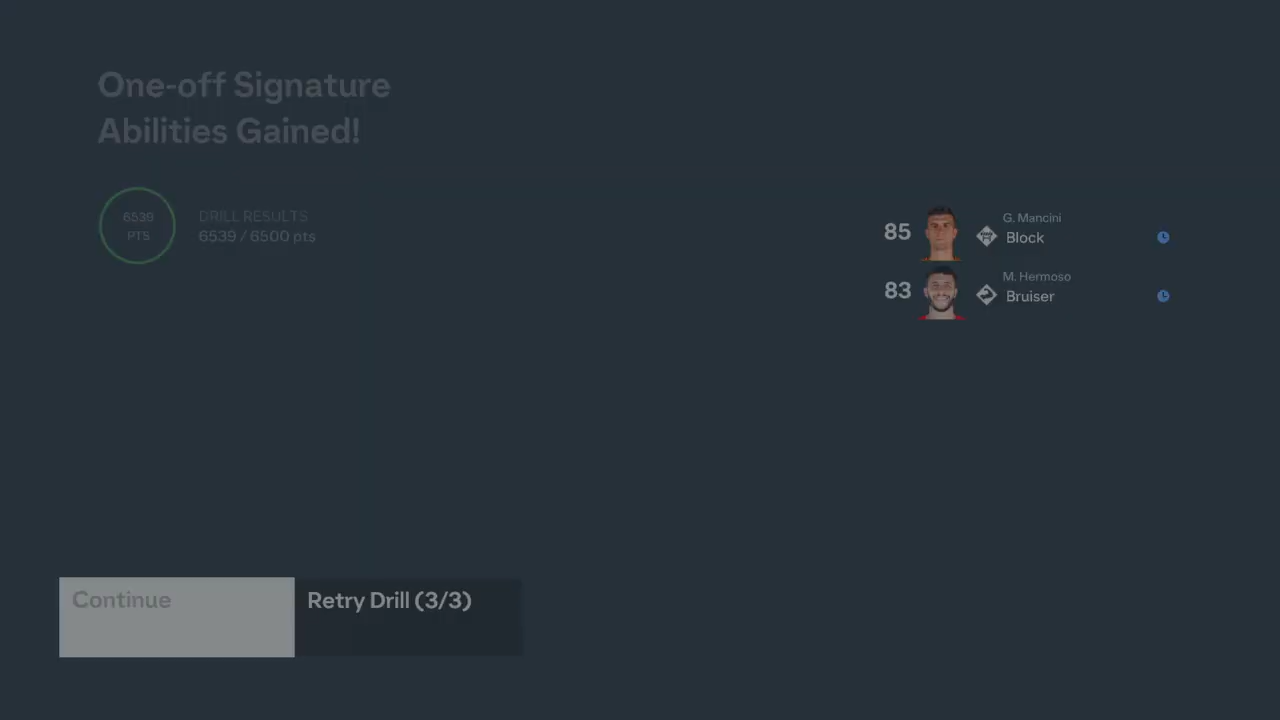 One-off Signature
Abilities Gained!
6539
PTS
DRILL RESULTS
6539 / 6500 pts
85
G. Mancini
Block
83
M. Hermoso
Bruiser
Continue
Retry Drill (3/3)